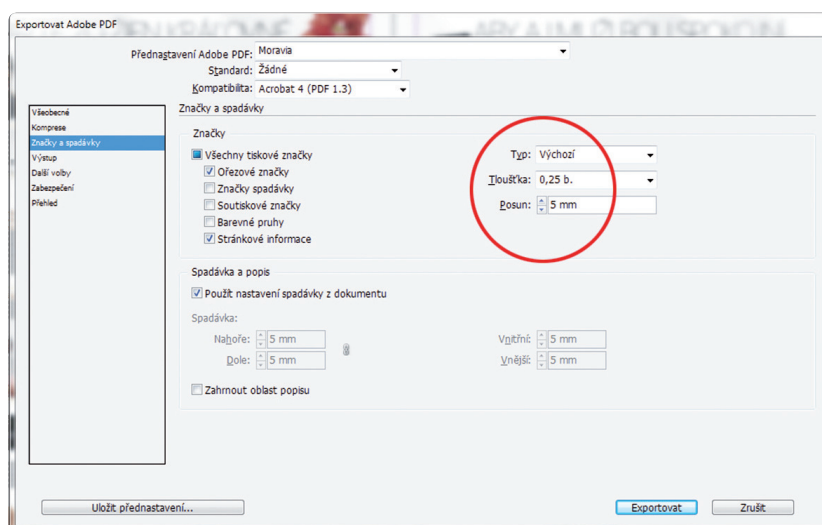 Exportovat Adobe PDF
Přednastavení Adobe PDF: Moravia
Standard: Žádné
Kompatibilita: Acrobat 4 (PDF 1.3)
Všeobecné
Komprese
Značky a spadávky
Výstup
Další volby
Zabezpečení
Přehled
Značky a spadávky
Značky
Všechny tiskové značky
Ořezové značky
Značky spadávky
Soutiskové značky
Barevné pruhy
Stránkové informace
Typ: Výchozí
Tloušťka: 0,25 b.
Posun: 5 mm
Spadávka a popis
Použít nastavení spadávky z dokumentu
Spadávka:
Nahoře: 5 mm
Dole: 5 mm
Vnitřní: 5 mm
Vnější: 5 mm
Zahrnout oblast popisu
Uložit přednastavení...
Exportovat
Zrušit